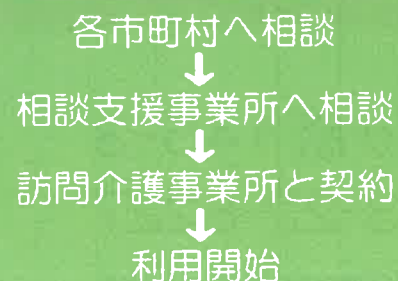 各市町村へ相談
↓
相談支援事業所へ相談
↓
訪問介護事業所と契約
↓
利用開始